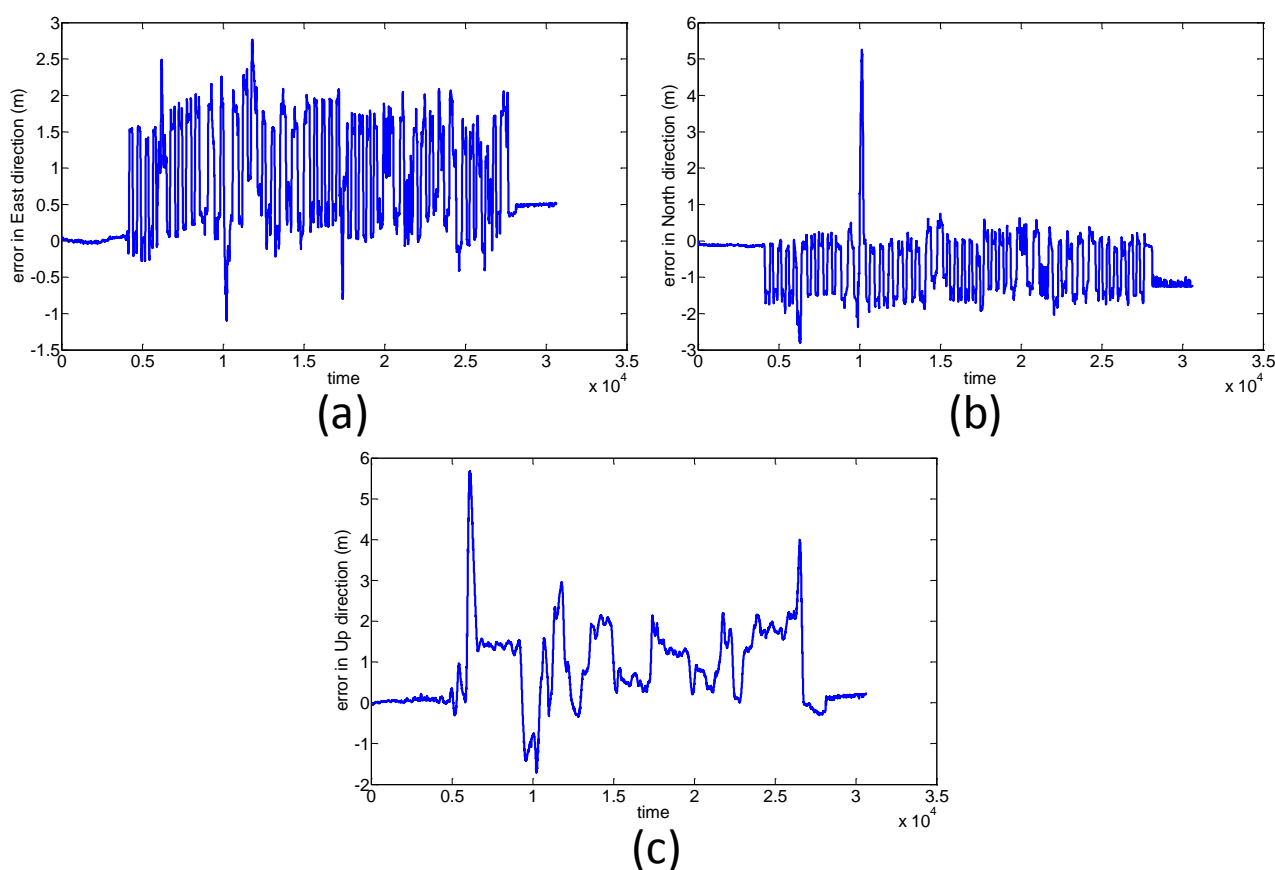 3
2.5
2
1.5
1
0.5
0
-0.5
-1
-1.5
error in East direction (m)
0 0.5 1 1.5 2 2.5 3 3.5
time
x 10^4
(a)
6
5
4
3
2
1
0
-1
-2
-3
error in North direction (m)
0 0.5 1 1.5 2 2.5 3 3.5
time
x 10^4
(b)
6
5
4
3
2
1
0
-1
-2
error in Up direction (m)
0 0.5 1 1.5 2 2.5 3 3.5
time
x 10^4
(c)